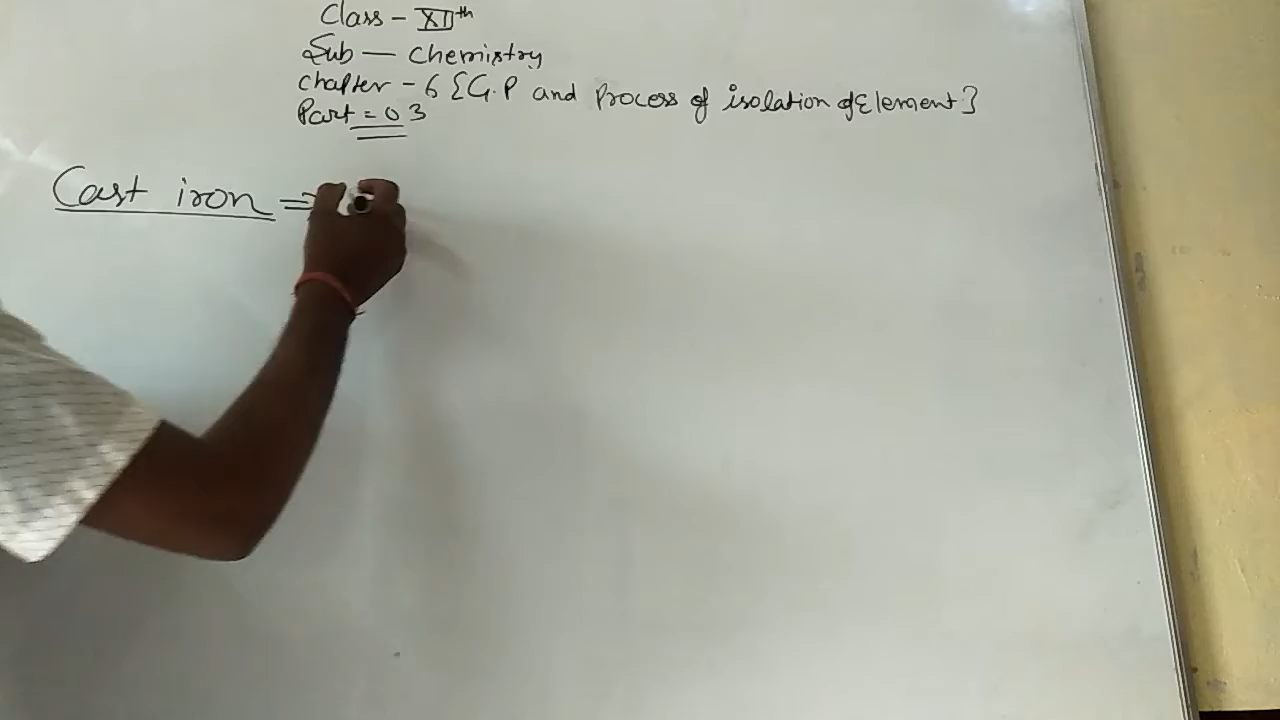 Class - XIIth
Sub - Chemistry
Chapter - 6 {G.P and Process of isolation of Element}
Part = 03
Cast iron ⇒